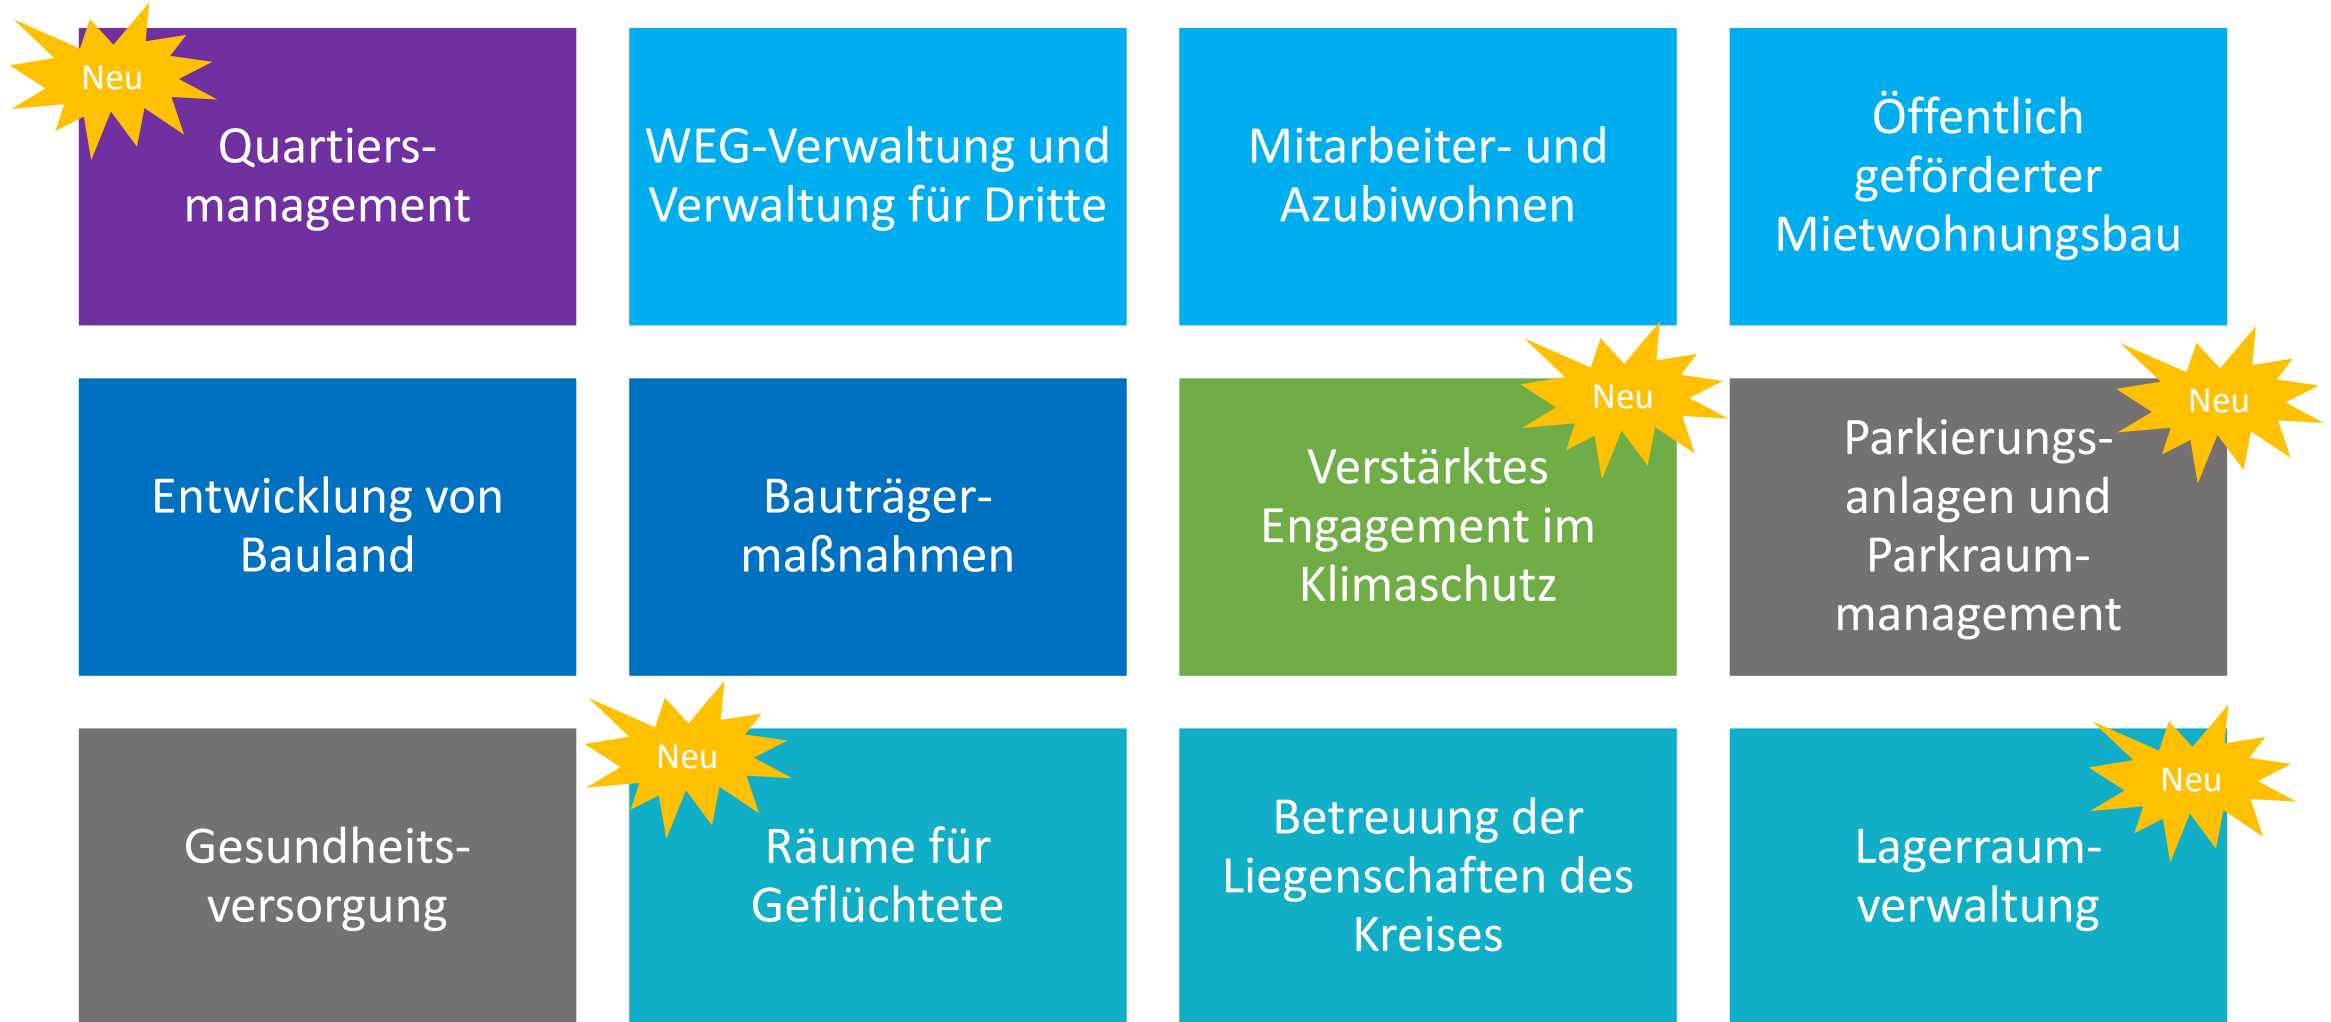 Neu
Quartiers-
management
WEG-Verwaltung und
Verwaltung für Dritte
Mitarbeiter- und
Azubiwohnen
Öffentlich
geförderter
Mietwohnungsbau
Entwicklung von
Bauland
Bauträger-
maßnahmen
Neu
Verstärktes
Engagement im
Klimaschutz
Neu
Parkierungs-
anlagen und
Parkraum-
management
Gesundheits-
versorgung
Neu
Räume für
Geflüchtete
Betreuung der
Liegenschaften des
Kreises
Neu
Lagerraum-
verwaltung